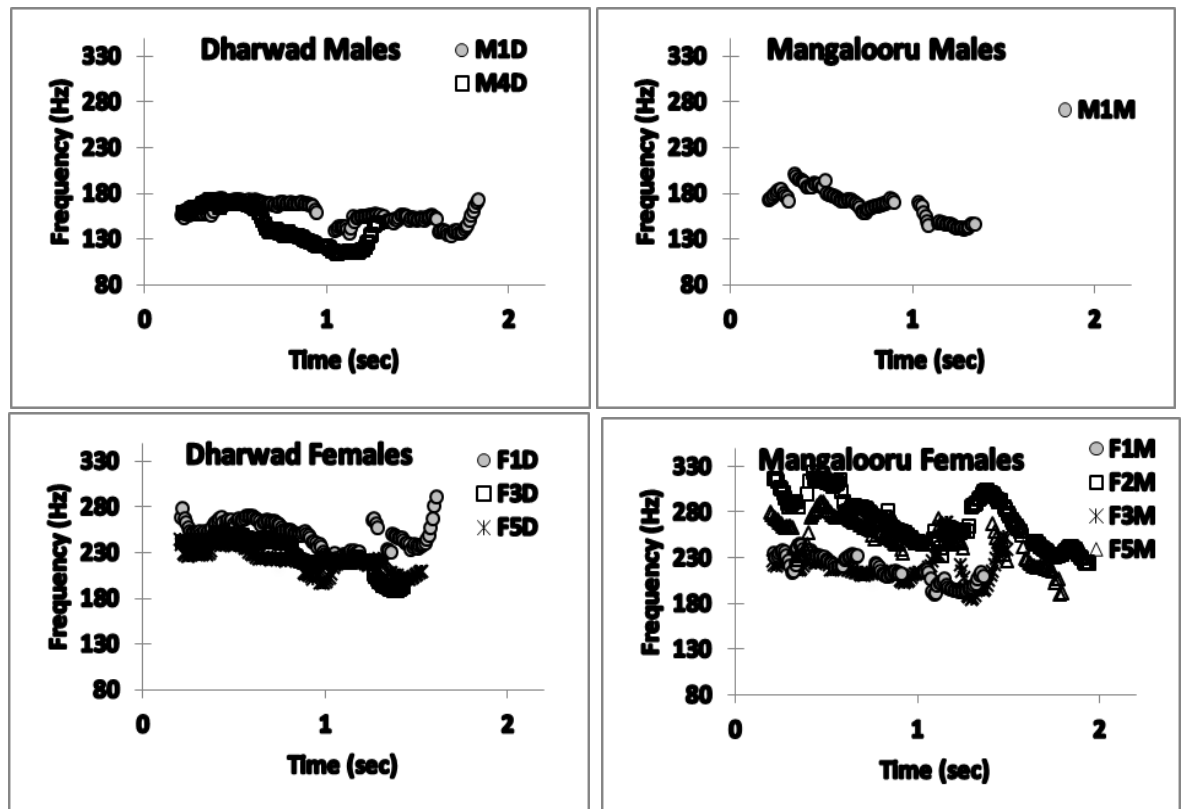 Dharwad Males
M1D
M4D
Frequency (Hz)
330
280
230
180
130
80
0 1 2
Time (sec)
Mangalooru Males
M1M
Frequency (Hz)
330
280
230
180
130
80
0 1 2
Time (sec)
Dharwad Females
F1D
F3D
F5D
Frequency (Hz)
330
280
230
180
130
80
0 1 2
Time (sec)
Mangalooru Females
F1M
F2M
F3M
F5M
Frequency (Hz)
330
280
230
180
130
80
0 1 2
Time (sec)